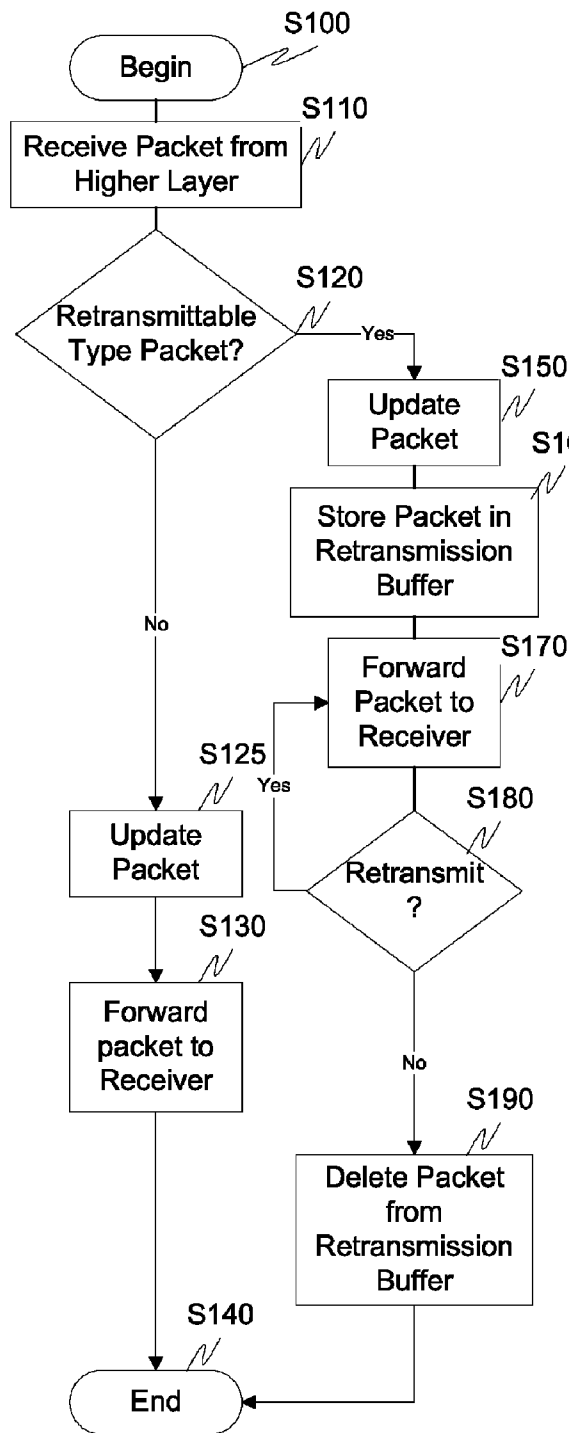 S100
Begin
S110
Receive Packet from
Higher Layer
S120
Retransmittable
Type Packet?
Yes
S150
Update
Packet
Store Packet in
Retransmission
Buffer
No
S170
Forward
Packet to
Receiver
S125
Update
Packet
Yes
S180
Retransmit
?
S130
Forward
packet to
Receiver
No
S190
Delete Packet
from
Retransmission
Buffer
S140
End